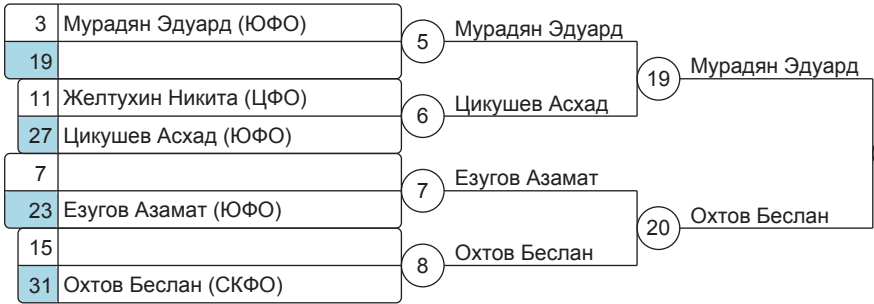 3 Мурадян Эдуард (ЮФО)
19
5
Мурадян Эдуард
11 Желтухин Никита (ЦФО)
27 Цикушев Асхад (ЮФО)
6
Цикушев Асхад
19
Мурадян Эдуард
7
23 Езугов Азамат (ЮФО)
7
Езугов Азамат
15
31 Охтов Беслан (СКФО)
8
Охтов Беслан
20
Охтов Беслан